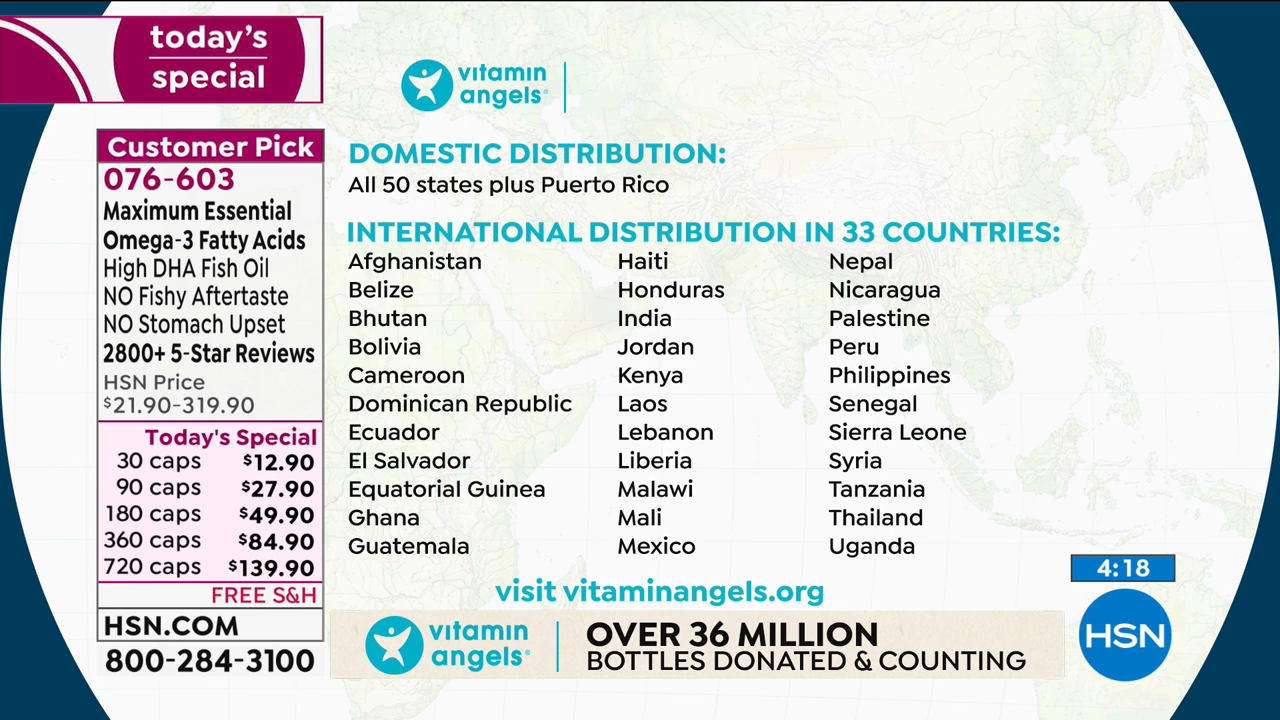 today's
special
Customer Pick
076-603
Maximum Essential
Omega-3 Fatty Acids
High DHA Fish Oil
NO Fishy Aftertaste
NO Stomach Upset
2800+ 5-Star Reviews
HSN Price
$21.90-319.90
Today's Special
30 caps $12.90
90 caps $27.90
180 caps $49.90
360 caps $84.90
720 caps $139.90
FREE S&H
HSN.COM
800-284-3100
vitamin
angels®
DOMESTIC DISTRIBUTION:
All 50 states plus Puerto Rico
INTERNATIONAL DISTRIBUTION IN 33 COUNTRIES:
Afghanistan
Belize
Bhutan
Bolivia
Cameroon
Dominican Republic
Ecuador
El Salvador
Equatorial Guinea
Ghana
Guatemala
Haiti
Honduras
India
Jordan
Kenya
Laos
Lebanon
Liberia
Malawi
Mali
Mexico
Nepal
Nicaragua
Palestine
Peru
Philippines
Senegal
Sierra Leone
Syria
Tanzania
Thailand
Uganda
visit vitaminangels.org
vitamin
angels®
OVER 36 MILLION
BOTTLES DONATED & COUNTING
4:18
HSN